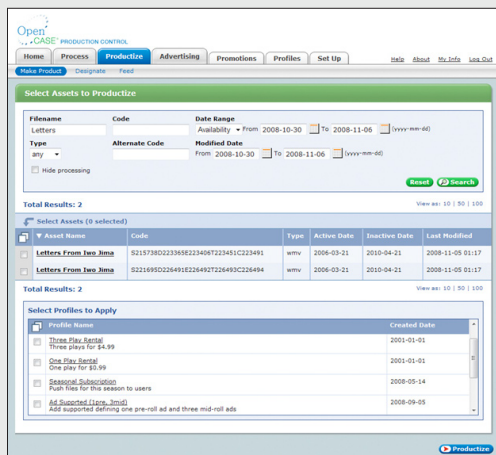 Open
CASE™ PRODUCTION CONTROL
Home Process Productize Advertising Promotions Profiles Set Up Help About My Info Log Out
Make Product Designate Feed
Select Assets to Productize
Filename Code Date Range
Letters Availability From 2008-10-30 To 2008-11-06 (yyyy-mm-dd)
Type Alternate Code Modified Date
any From 2008-10-30 To 2008-11-06 (yyyy-mm-dd)
Hide processing
Reset Search
Total Results: 2 View as: 10 | 50 | 100
Select Assets (0 selected)
▼ Asset Name Code Type Active Date Inactive Date Last Modified
Letters From Iwo Jima S215738D223365E223406T223451C223491 wmv 2006-03-21 2010-04-21 2008-11-05 01:17
Letters From Iwo Jima S221695D226491E226492T226493C226494 wmv 2006-03-21 2010-04-21 2008-11-05 01:17
Total Results: 2 View as: 10 | 50 | 100
Select Profiles to Apply
Profile Name Created Date
Three Play Rental 2001-01-01
Three plays for $4.99
One Play Rental 2001-01-01
One play for $0.99
Seasonal Subscription 2008-05-14
Push files for this season to users
Ad Supprted (1pre, 3mid) 2008-09-05
Add supported defining one pre-roll ad and three mid-roll ads
Productize